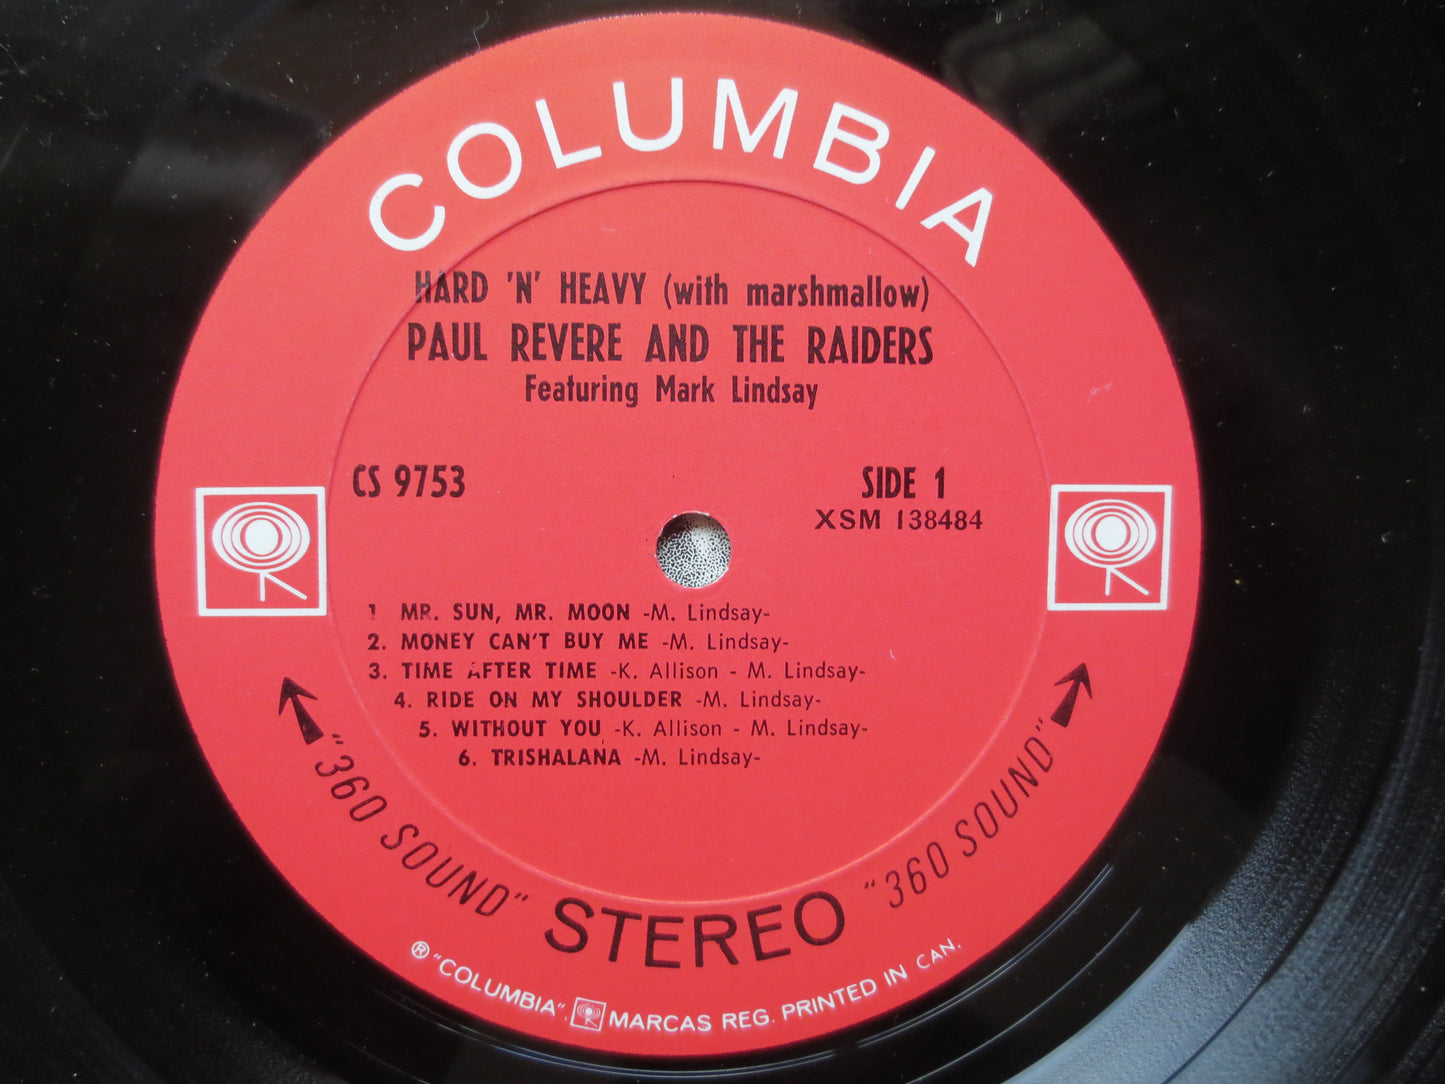 COLUMBIA
HARD 'N' HEAVY (with marshmallow)
PAUL REVERE AND THE RAIDERS
Featuring Mark Lindsay
CS 9753
SIDE 1
XSM 138484
1 MR. SUN, MR. MOON -M. Lindsay-
2. MONEY CAN'T BUY ME -M. Lindsay-
3. TIME AFTER TIME -K. Allison - M. Lindsay-
4. RIDE ON MY SHOULDER -M. Lindsay-
5. WITHOUT YOU -K. Allison - M. Lindsay-
6. TRISHALANA -M. Lindsay-
"360 SOUND" STEREO "360 SOUND"
® "COLUMBIA", MARCAS REG. PRINTED IN CAN.